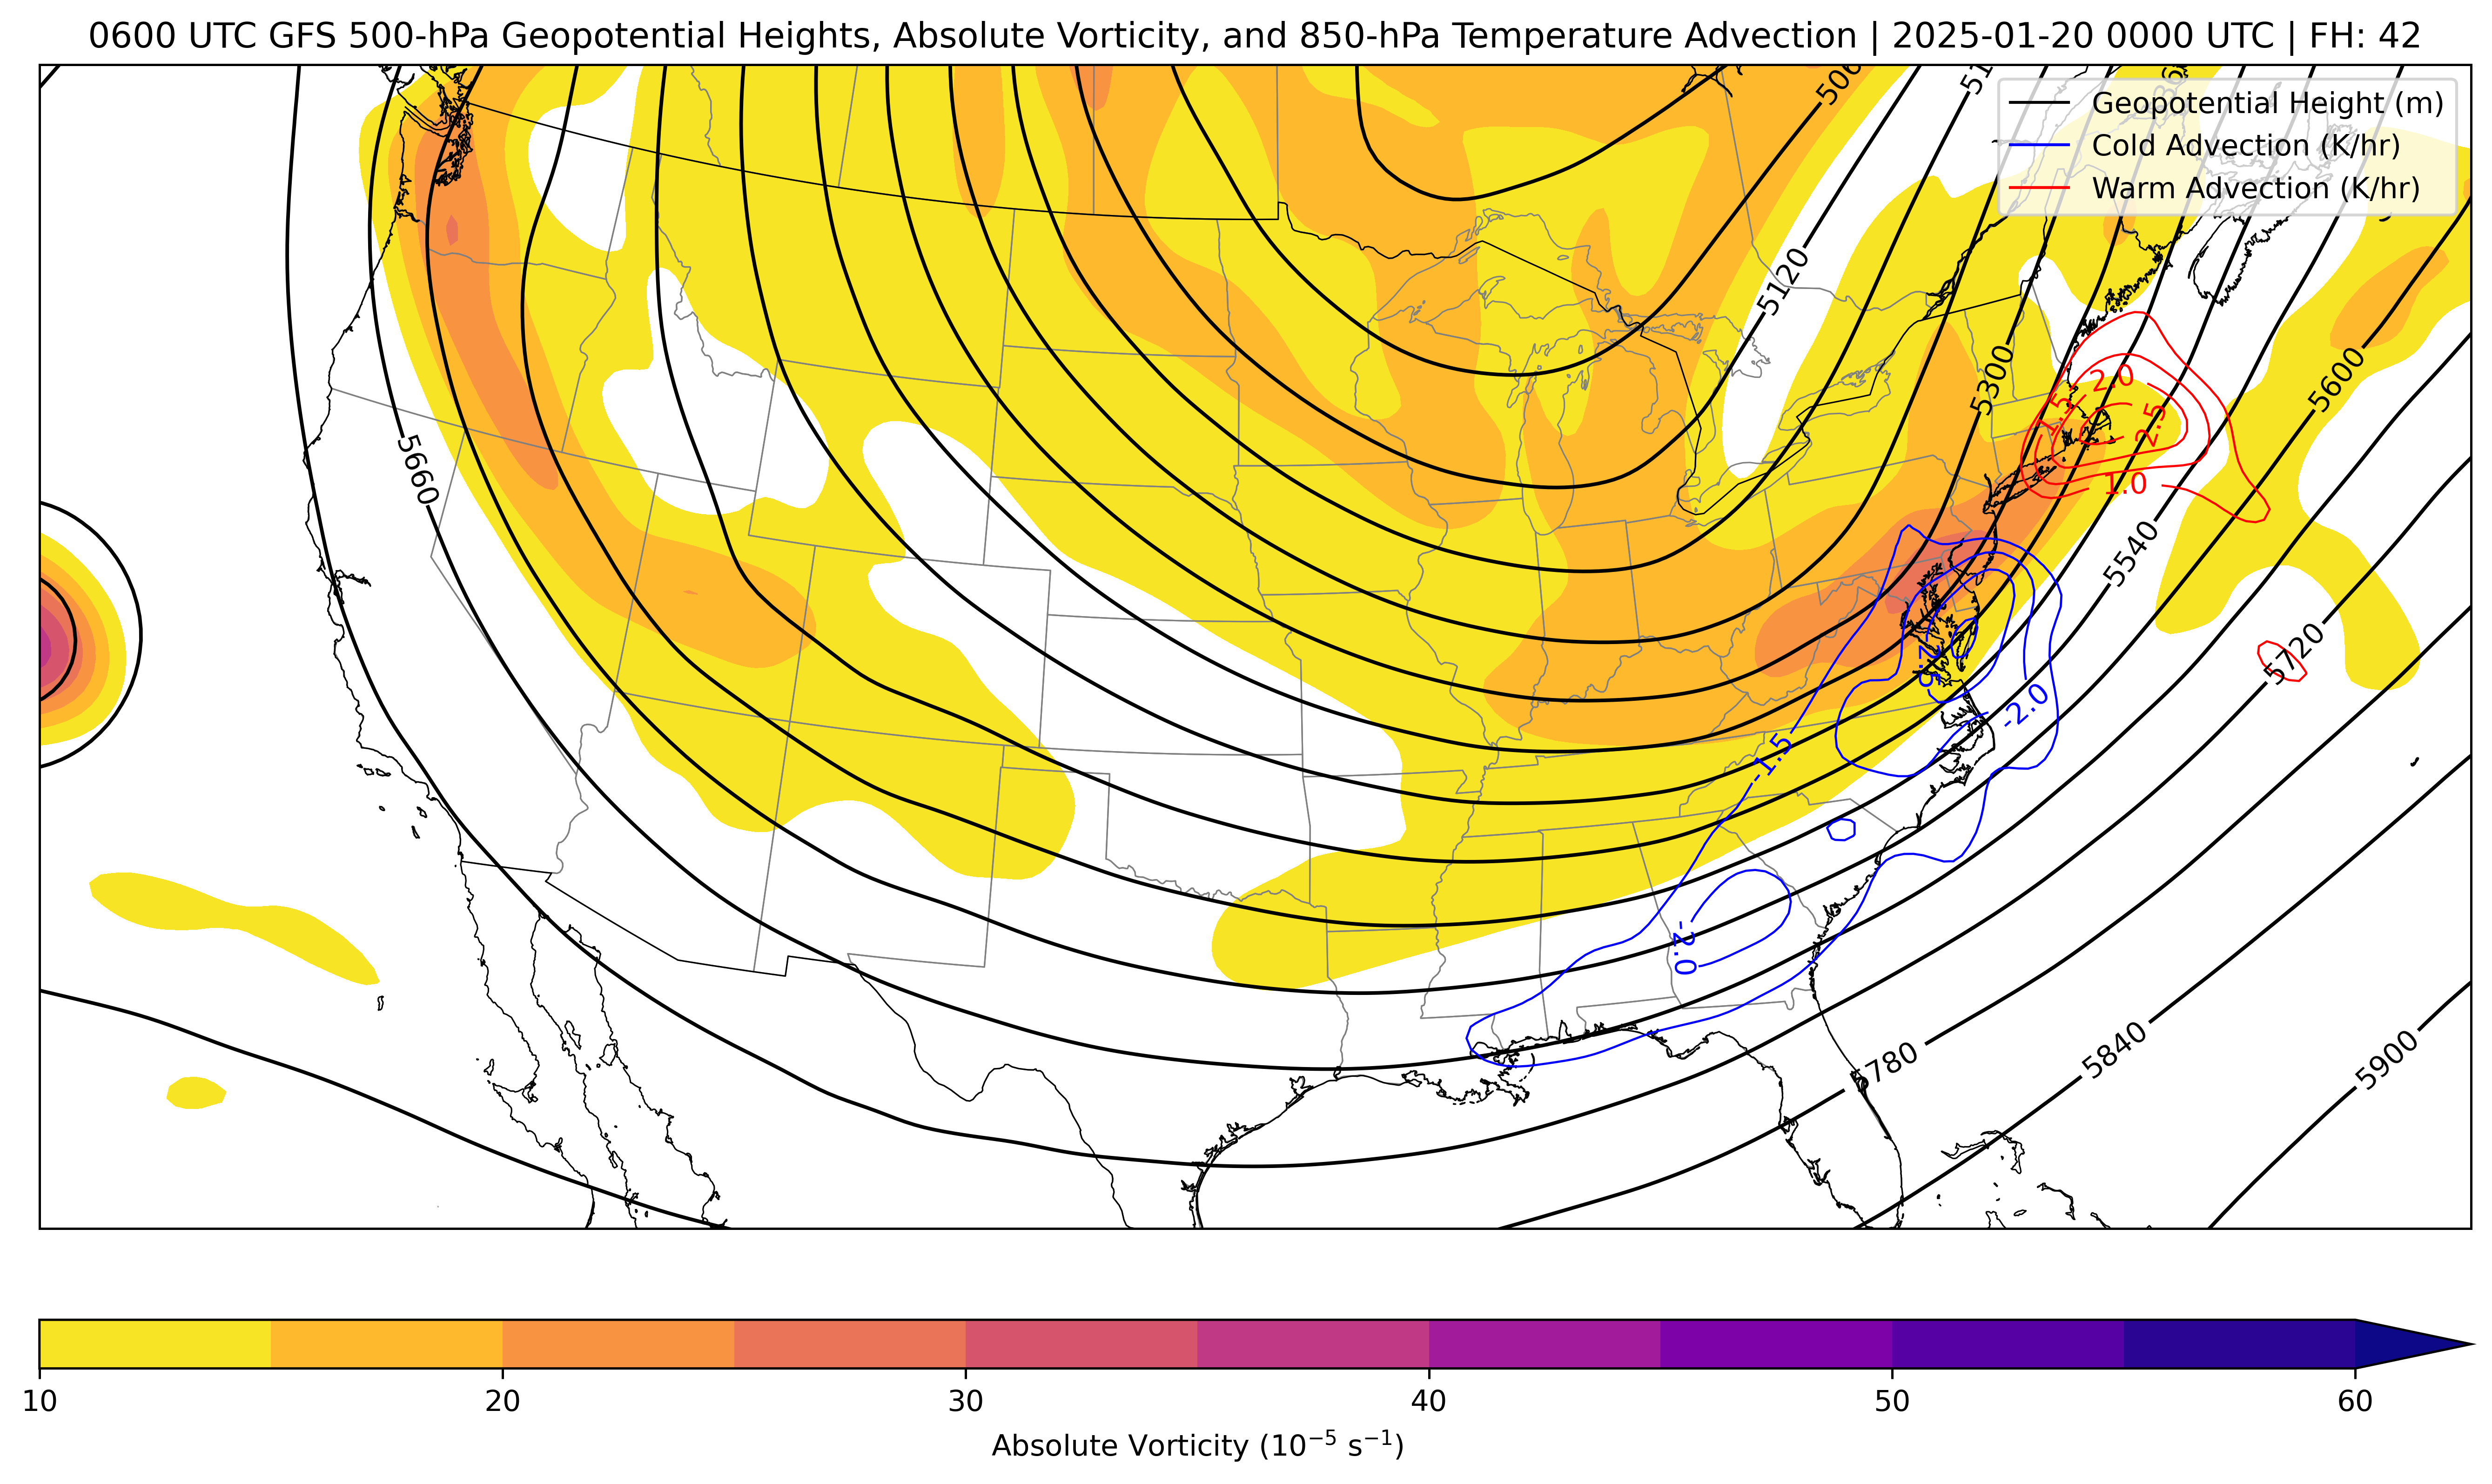 0600 UTC GFS 500-hPa Geopotential Heights, Absolute Vorticity, and 850-hPa Temperature Advection | 2025-01-20 0000 UTC | FH: 42
Geopotential Height (m)
Cold Advection (K/hr)
Warm Advection (K/hr)
5120
5300
5600
2.0
1.5
2.5
1.0
5660
5540
5720
-2.5
-2.0
-1.5
-2.0
5780
5840
5900
10 20 30 40 50 60
Absolute Vorticity (10⁻⁵ s⁻¹)